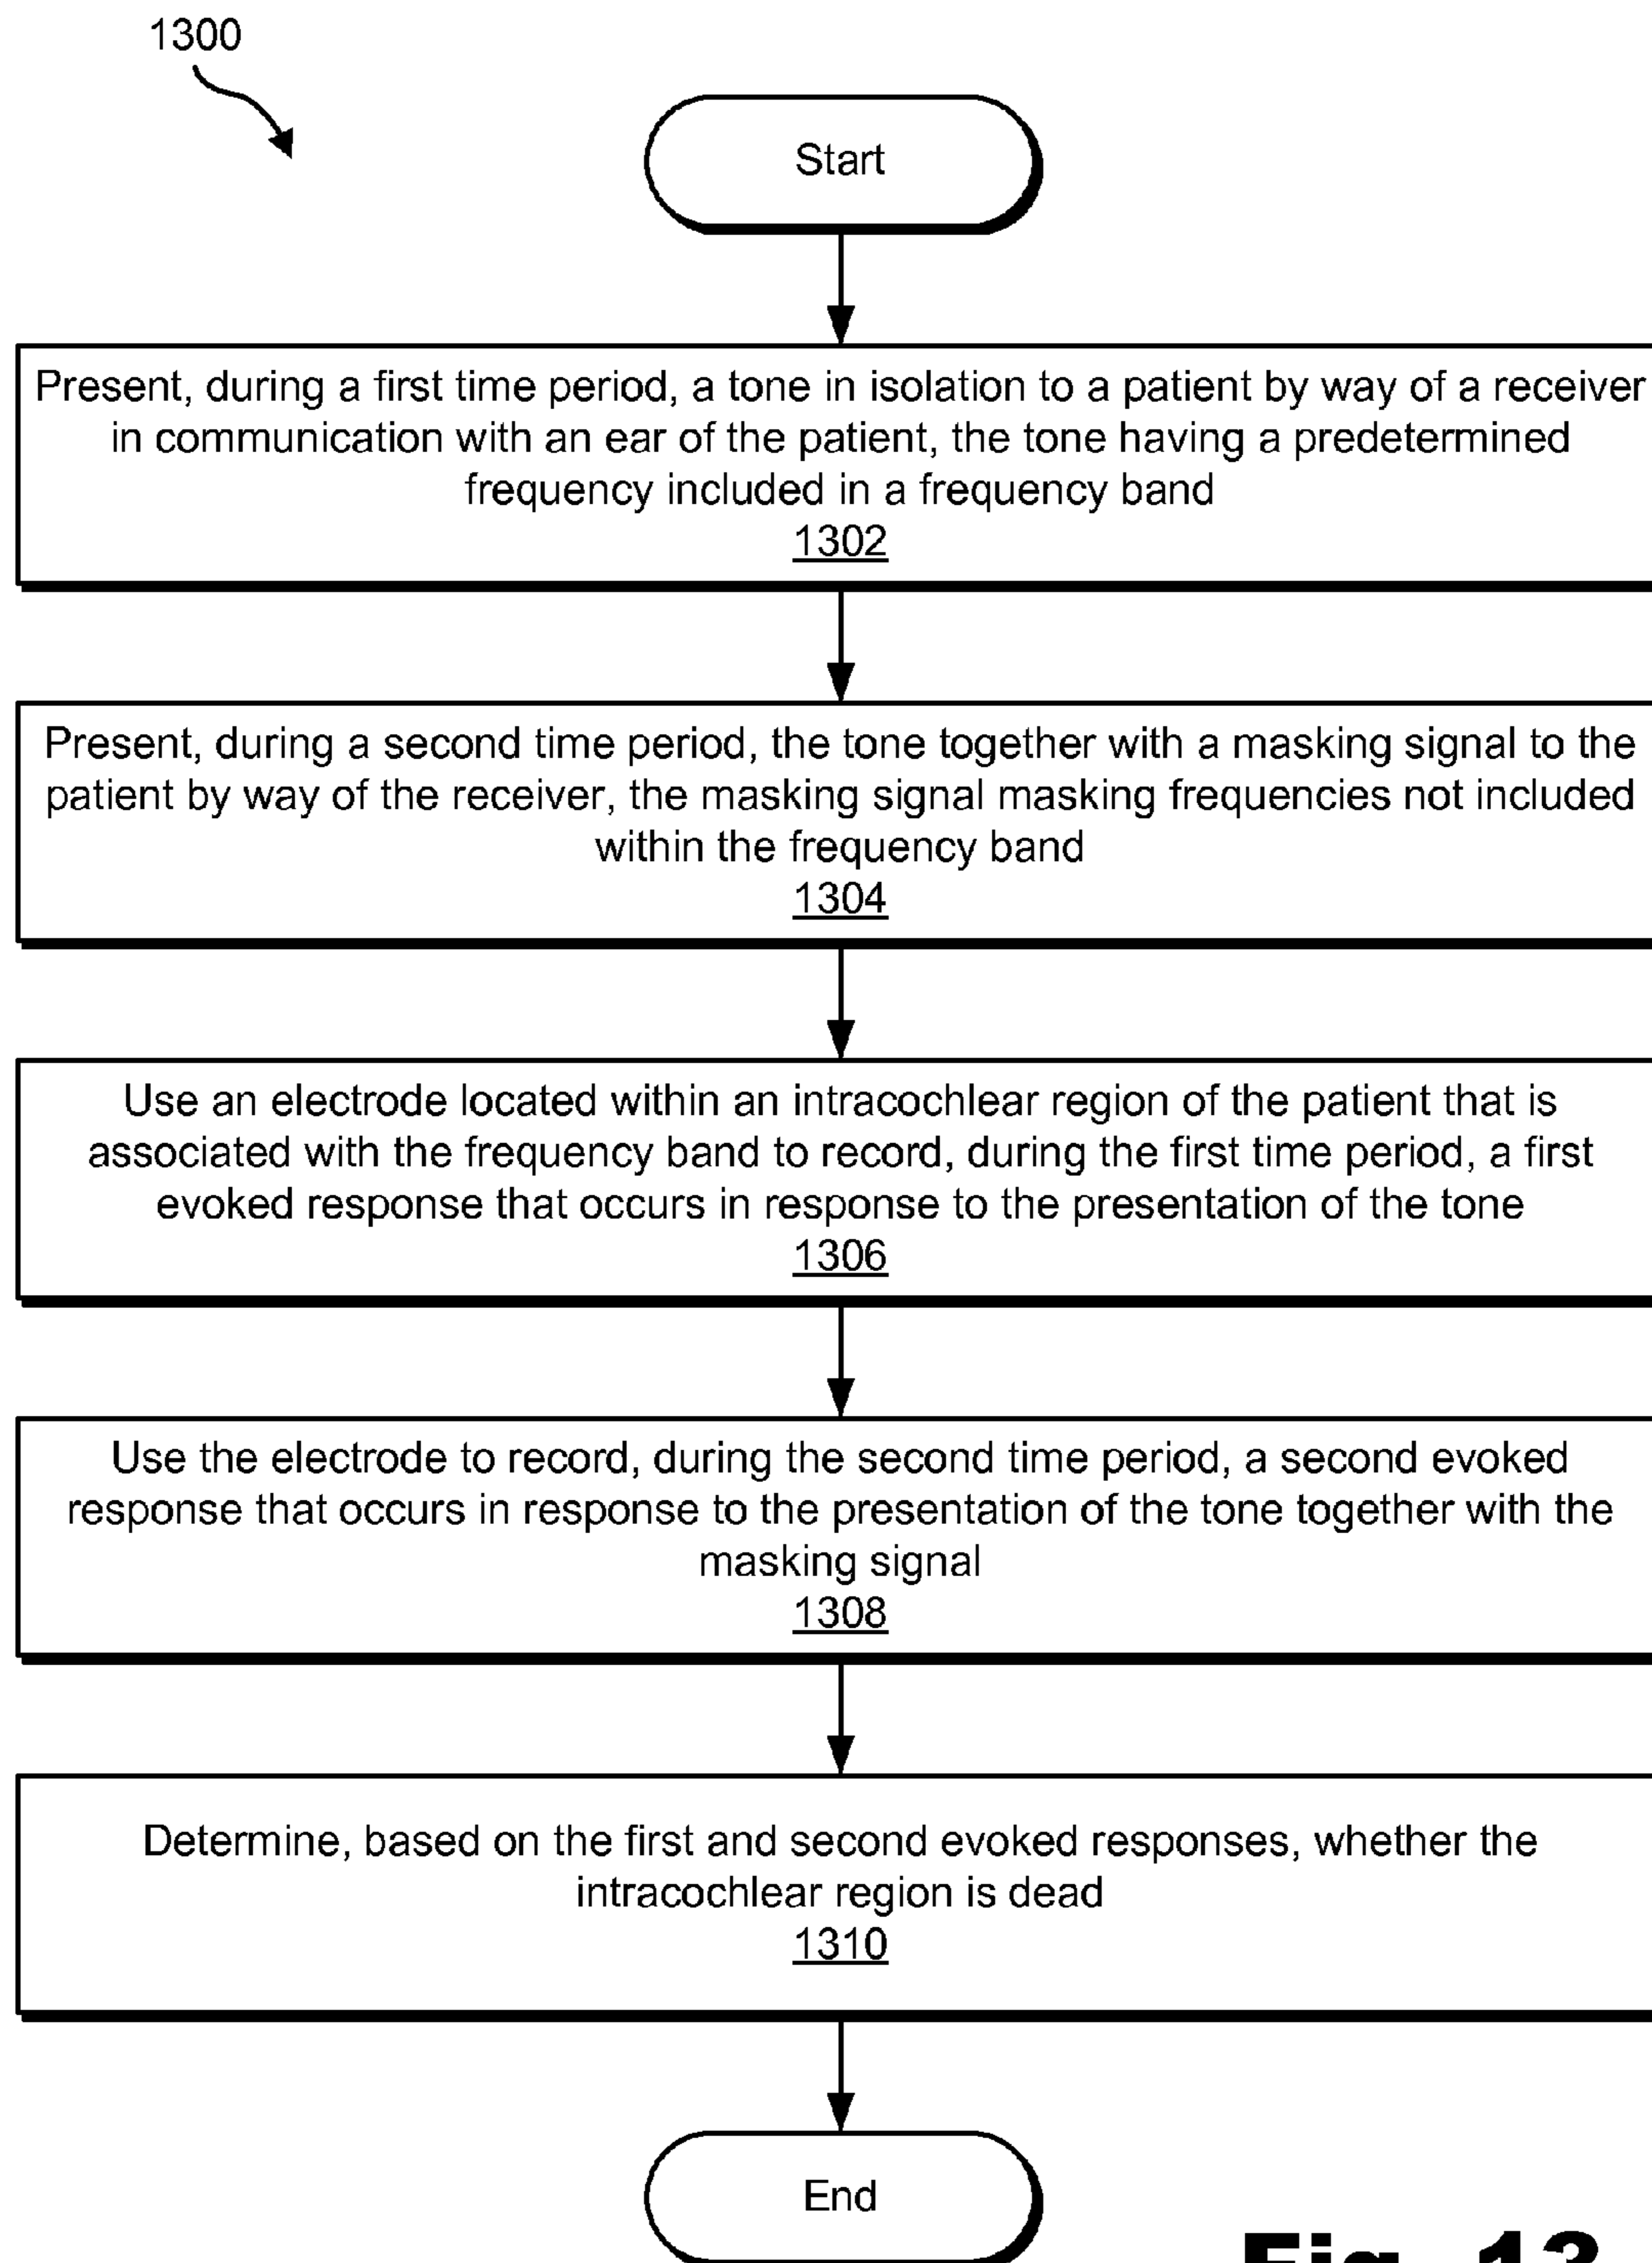 1300
Start
Present, during a first time period, a tone in isolation to a patient by way of a receiver
in communication with an ear of the patient, the tone having a predetermined
frequency included in a frequency band
1302
Present, during a second time period, the tone together with a masking signal to the
patient by way of the receiver, the masking signal masking frequencies not included
within the frequency band
1304
Use an electrode located within an intracochlear region of the patient that is
associated with the frequency band to record, during the first time period, a first
evoked response that occurs in response to the presentation of the tone
1306
Use the electrode to record, during the second time period, a second evoked
response that occurs in response to the presentation of the tone together with the
masking signal
1308
Determine, based on the first and second evoked responses, whether the
intracochlear region is dead
1310
End
Fig. 13